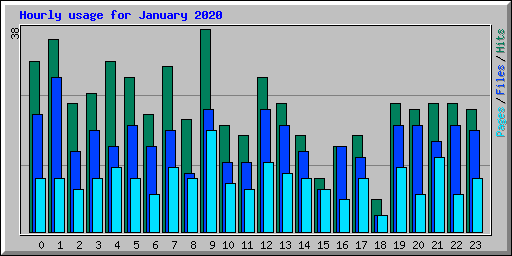 Hourly usage for January 2020
38
Pages/Files/Hits
0 1 2 3 4 5 6 7 8 9 10 11 12 13 14 15 16 17 18 19 20 21 22 23